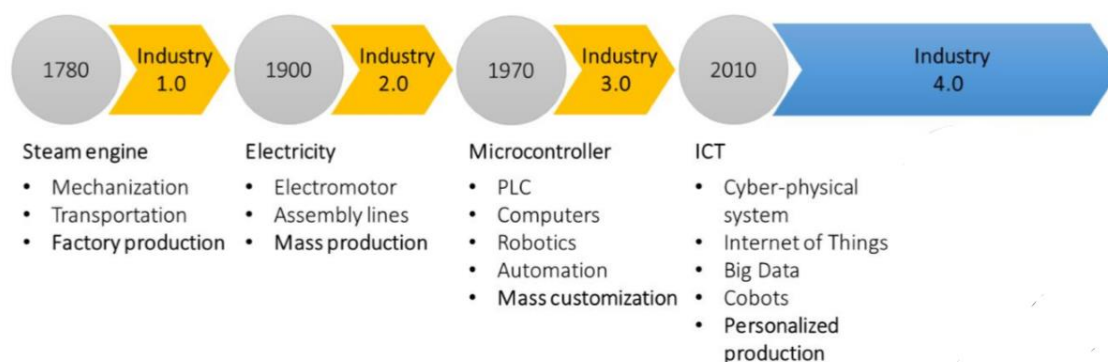 1780
Industry
1.0
1900
Industry
2.0
1970
Industry
3.0
2010
Industry
4.0
Steam engine
• Mechanization
• Transportation
• Factory production
Electricity
• Electromotor
• Assembly lines
• Mass production
Microcontroller
• PLC
• Computers
• Robotics
• Automation
• Mass customization
ICT
• Cyber-physical
system
• Internet of Things
• Big Data
• Cobots
• Personalized
production